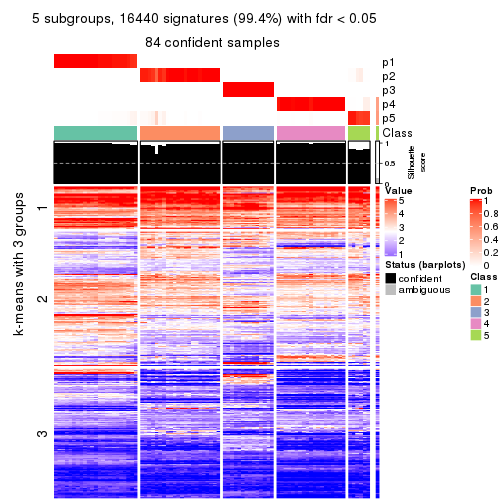 5 subgroups, 16440 signatures (99.4%) with fdr < 0.05
84 confident samples
p1
p2
p3
p4
p5
Class
1
0.5
0
Silhouette
score
k-means with 3 groups
1
2
3
Value
5
4
3
2
1
Status (barplots)
confident
ambiguous
Prob
1
0.8
0.6
0.4
0.2
0
Class
1
2
3
4
5